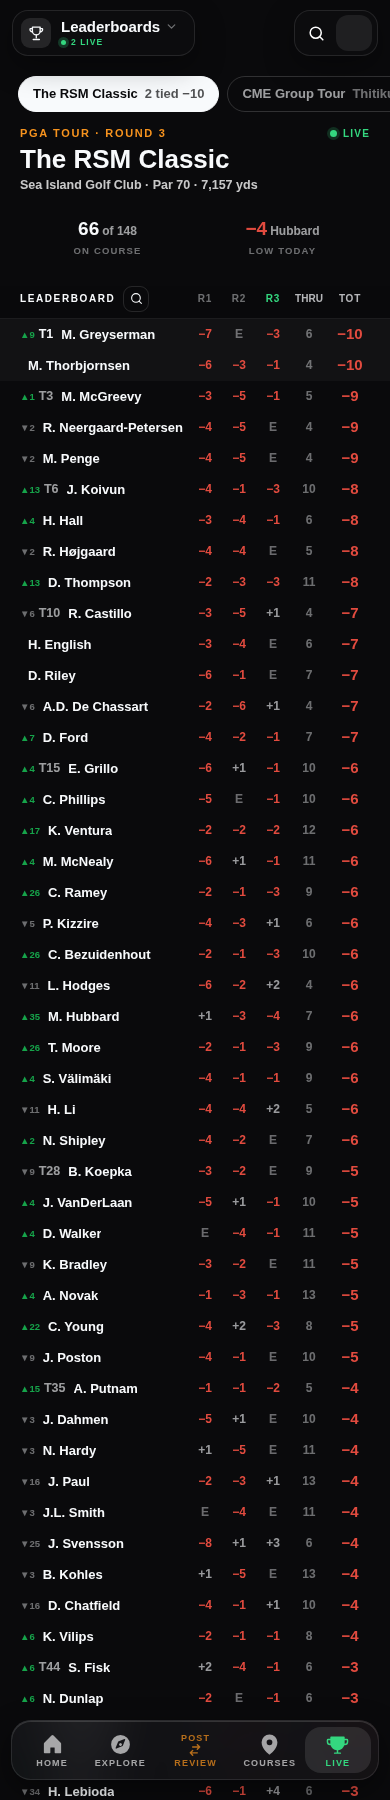 Leaderboards
2 LIVE
The RSM Classic 2 tied −10
CME Group Tour
PGA TOUR · ROUND 3
LIVE
The RSM Classic
Sea Island Golf Club · Par 70 · 7,157 yds
66 of 148
ON COURSE
−4 Hubbard
LOW TODAY
LEADERBOARD R1 R2 R3 THRU TOT
▲9 T1 M. Greyserman −7 E −3 6 −10
M. Thorbjornsen −6 −3 −1 4 −10
▲1 T3 M. McGreevy −3 −5 −1 5 −9
▼2 R. Neergaard-Petersen −4 −5 E 4 −9
▼2 M. Penge −4 −5 E 4 −9
▲13 T6 J. Koivun −4 −1 −3 10 −8
▲4 H. Hall −3 −4 −1 6 −8
▼2 R. Højgaard −4 −4 E 5 −8
▲13 D. Thompson −2 −3 −3 11 −8
▼6 T10 R. Castillo −3 −5 +1 4 −7
H. English −3 −4 E 6 −7
D. Riley −6 −1 E 7 −7
▼6 A.D. De Chassart −2 −6 +1 4 −7
▲7 D. Ford −4 −2 −1 7 −7
▲4 T15 E. Grillo −6 +1 −1 10 −6
▲4 C. Phillips −5 E −1 10 −6
▲17 K. Ventura −2 −2 −2 12 −6
▲4 M. McNealy −6 +1 −1 11 −6
▲26 C. Ramey −2 −1 −3 9 −6
▼5 P. Kizzire −4 −3 +1 6 −6
▲26 C. Bezuidenhout −2 −1 −3 10 −6
▼11 L. Hodges −6 −2 +2 4 −6
▲35 M. Hubbard +1 −3 −4 7 −6
▲26 T. Moore −2 −1 −3 9 −6
▲4 S. Välimäki −4 −1 −1 9 −6
▼11 H. Li −4 −4 +2 5 −6
▲2 N. Shipley −4 −2 E 7 −6
▼9 T28 B. Koepka −3 −2 E 9 −5
▲4 J. VanDerLaan −5 +1 −1 10 −5
▲4 D. Walker E −4 −1 11 −5
▼9 K. Bradley −3 −2 E 11 −5
▲4 A. Novak −1 −3 −1 13 −5
▲22 C. Young −4 +2 −3 8 −5
▼9 J. Poston −4 −1 E 10 −5
▲15 T35 A. Putnam −1 −1 −2 5 −4
▼3 J. Dahmen −5 +1 E 10 −4
▼3 N. Hardy +1 −5 E 11 −4
▼16 J. Paul −2 −3 +1 13 −4
▼3 J.L. Smith E −4 E 11 −4
▼25 J. Svensson −8 +1 +3 6 −4
▼3 B. Kohles +1 −5 E 13 −4
▼16 D. Chatfield −4 −1 +1 10 −4
▲6 K. Vilips −2 −1 −1 8 −4
▲6 T44 S. Fisk +2 −4 −1 6 −3
▲6 N. Dunlap −2 E −1 6 −3
HOME
EXPLORE
POST
REVIEW
COURSES
LIVE
▼34 H. Lebioda −6 −1 +4 6 −3